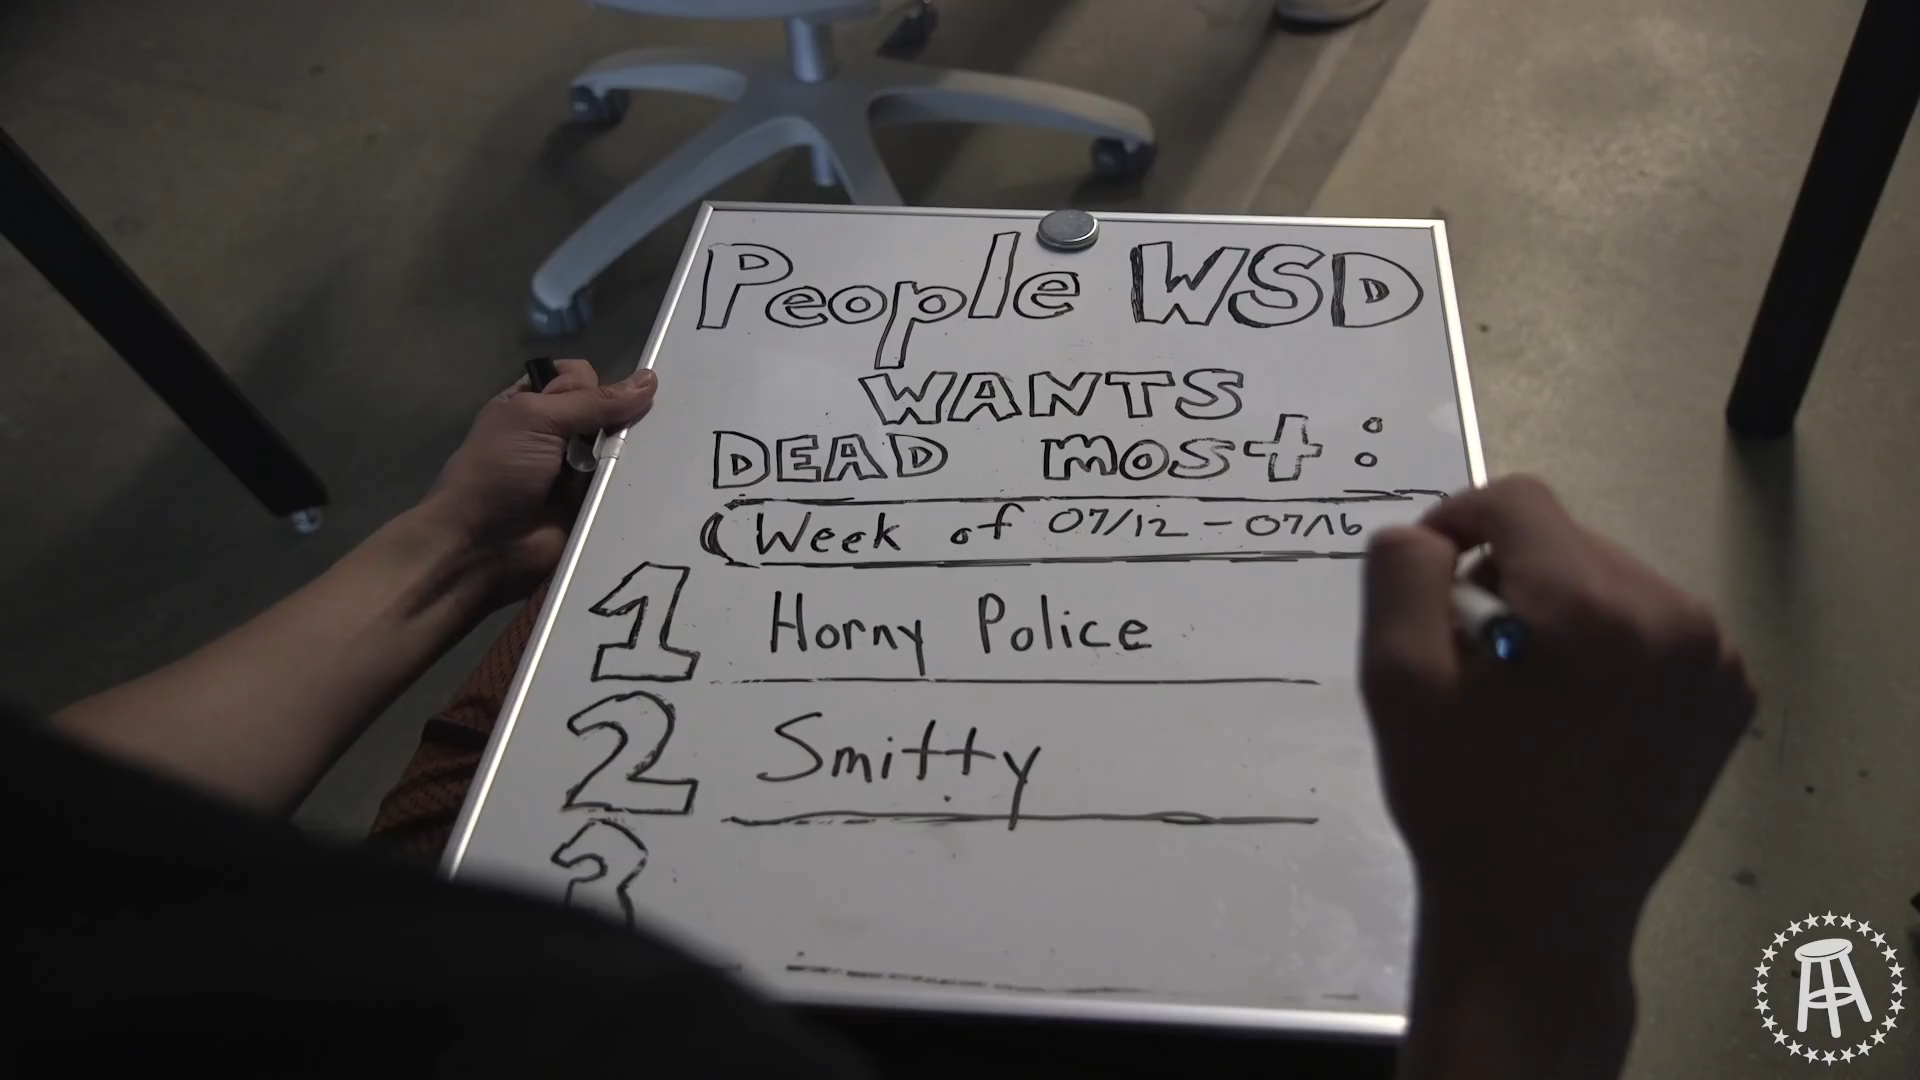 People WSD
WANTS
DEAD most:
Week of 07/12 - 07/16
1 Horny Police
2 Smitty
3